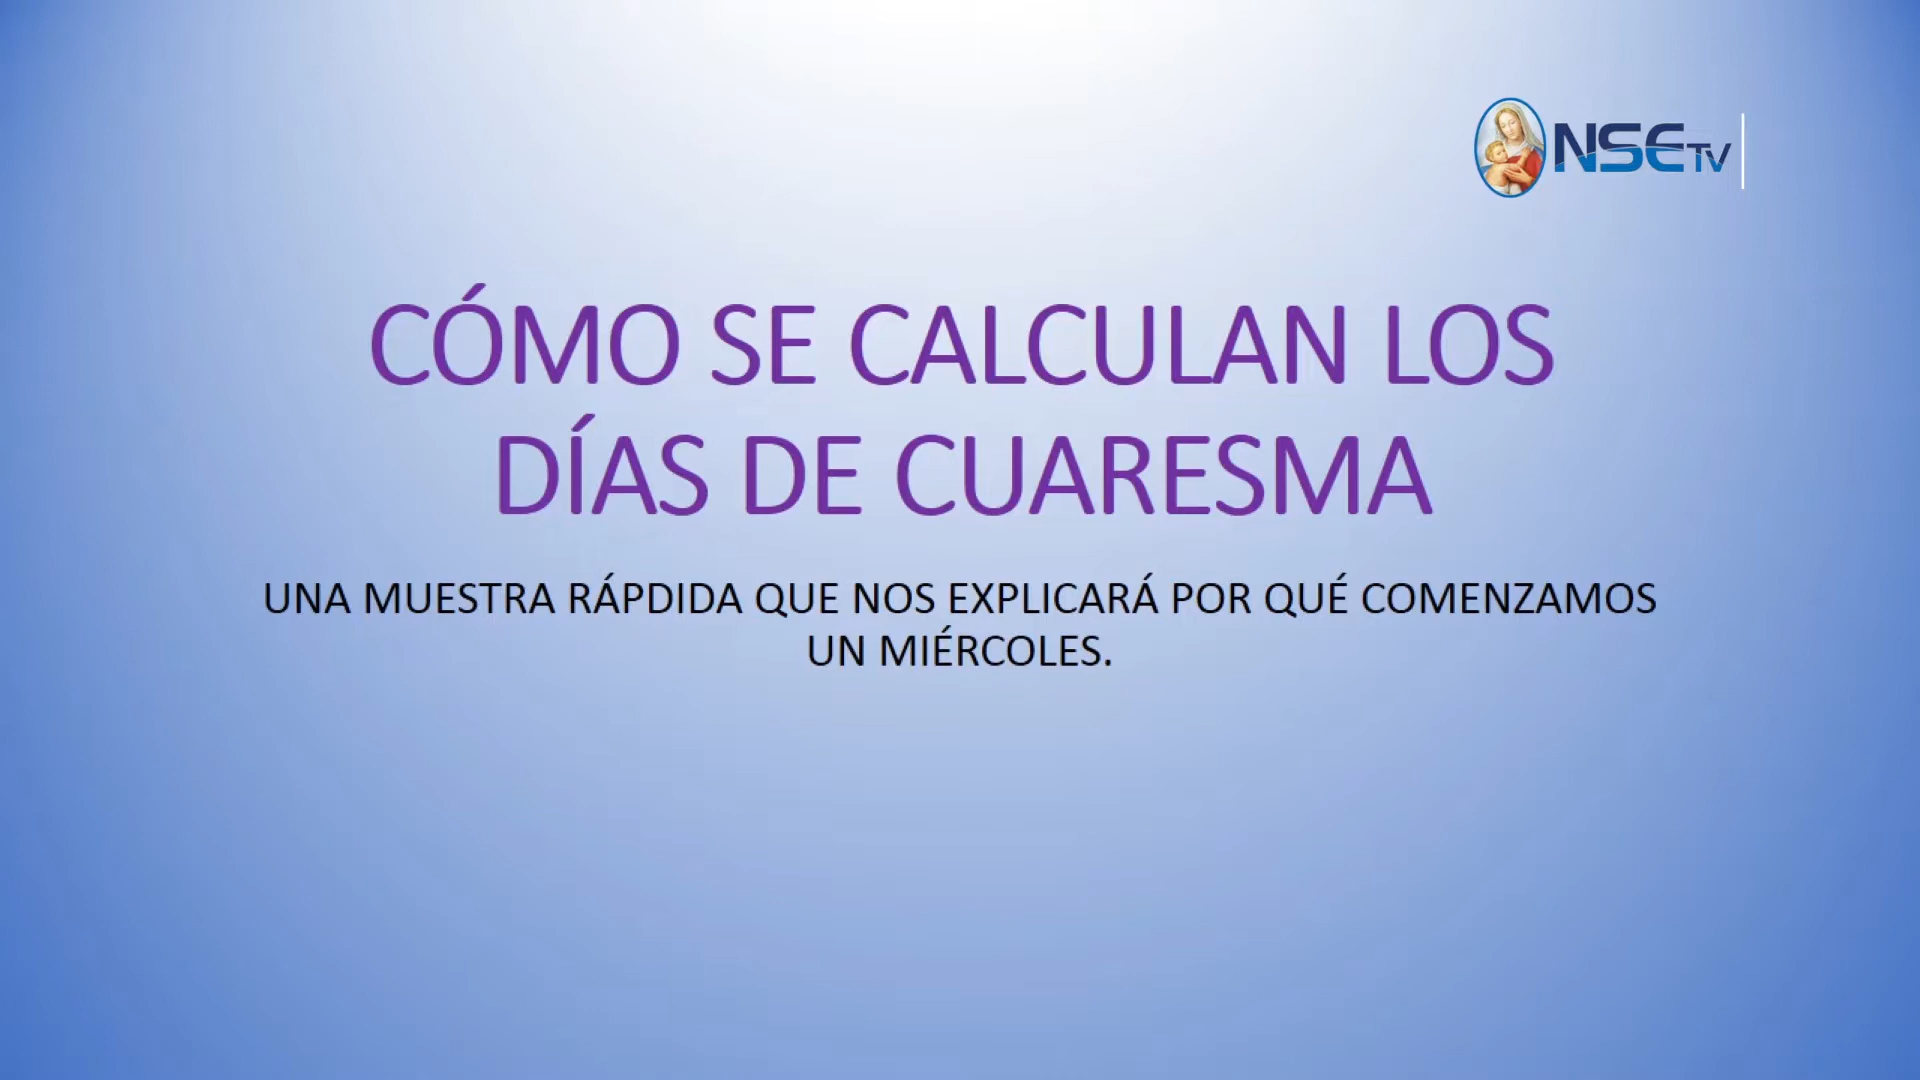 NSETV
CÓMO SE CALCULAN LOS
DÍAS DE CUARESMA
UNA MUESTRA RÁPDIDA QUE NOS EXPLICARÁ POR QUÉ COMENZAMOS
UN MIÉRCOLES.